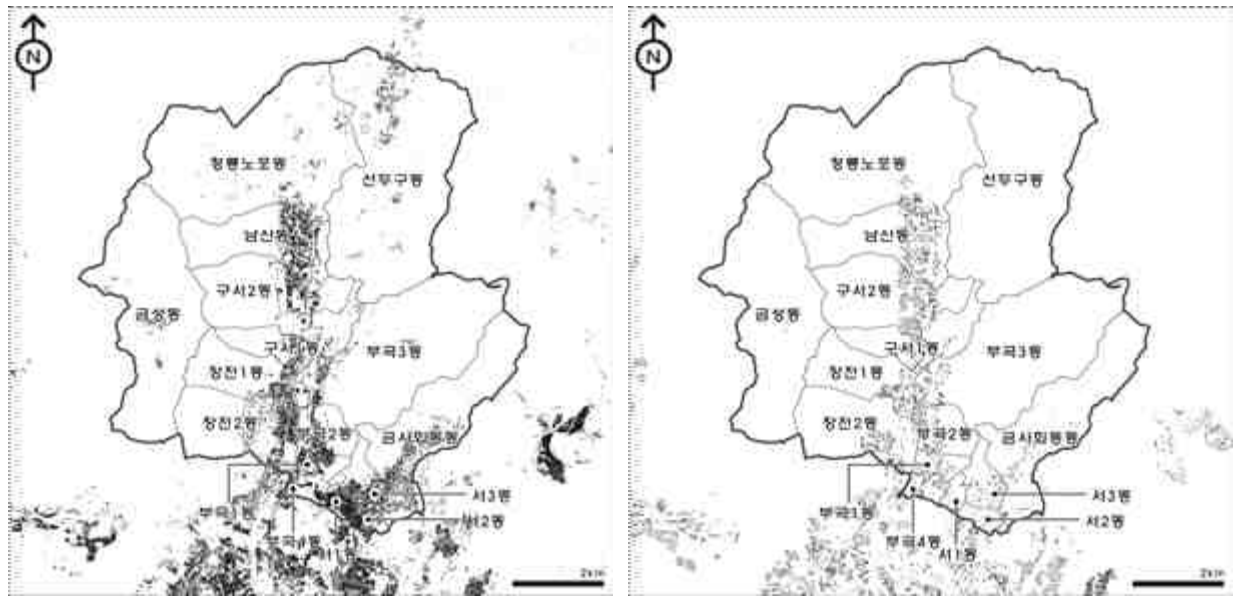 N
청룡노포동
선두구동
남산동
구서2동
금성동
구서1동
부곡3동
장전1동
장전2동
부곡2동
금사회동동
서3동
부곡1동
서2동
부곡4동
서1동
2km
N
청룡노포동
선두구동
남산동
구서2동
금성동
구서1동
부곡3동
장전1동
장전2동
부곡2동
금사회동동
서3동
부곡1동
서2동
부곡4동
서1동
2km